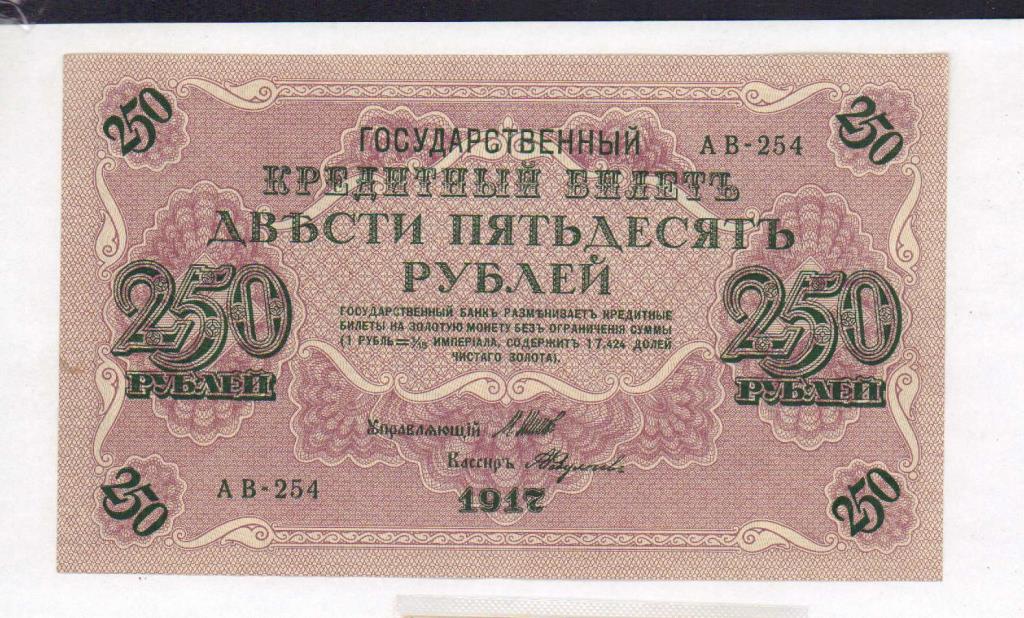 250
250
ГОСУДАРСТВЕННЫЙ
АВ-254
КРЕДИТНЫЙ БИЛЕТЪ
ДВѢСТИ ПЯТЬДЕСЯТЪ
РУБЛЕЙ
250
РУБЛЕЙ
250
РУБЛЕЙ
ГОСУДАРСТВЕННЫЙ БАНКЪ РАЗМѢНИВАЕТЪ КРЕДИТНЫЕ
БИЛЕТЫ НА ЗОЛОТУЮ МОНЕТУ БЕЗЪ ОГРАНИЧЕНІЯ СУММЫ
(1 РУБЛЬ=1/15 ИМПЕРІАЛА, СОДЕРЖИТЪ 17,424 ДОЛЕЙ
ЧИСТАГО ЗОЛОТА).
Управляющій
Кассиръ
АВ-254
1917
250
250